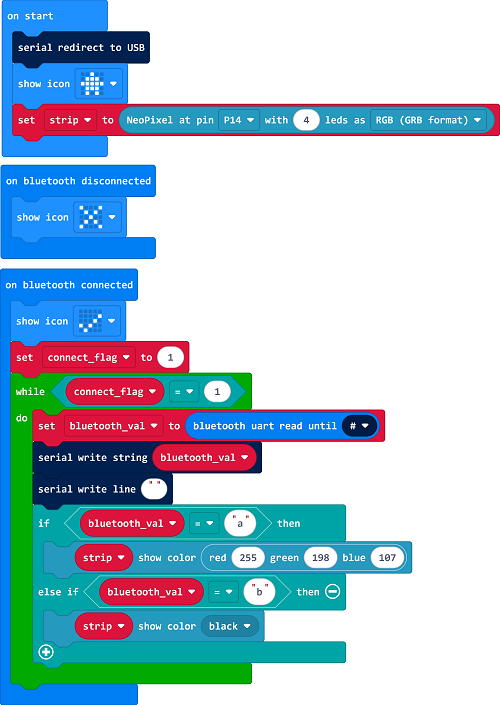 on start
serial redirect to USB
show icon
set strip to NeoPixel at pin P14 with 4 leds as RGB (GRB format)
on bluetooth disconnected
show icon
on bluetooth connected
show icon
set connect_flag to 1
while connect_flag = 1
do set bluetooth_val to bluetooth uart read until #
serial write string bluetooth_val
serial write line " "
if bluetooth_val = "a" then
strip show color red 255 green 198 blue 107
else if bluetooth_val = "b" then
strip show color black